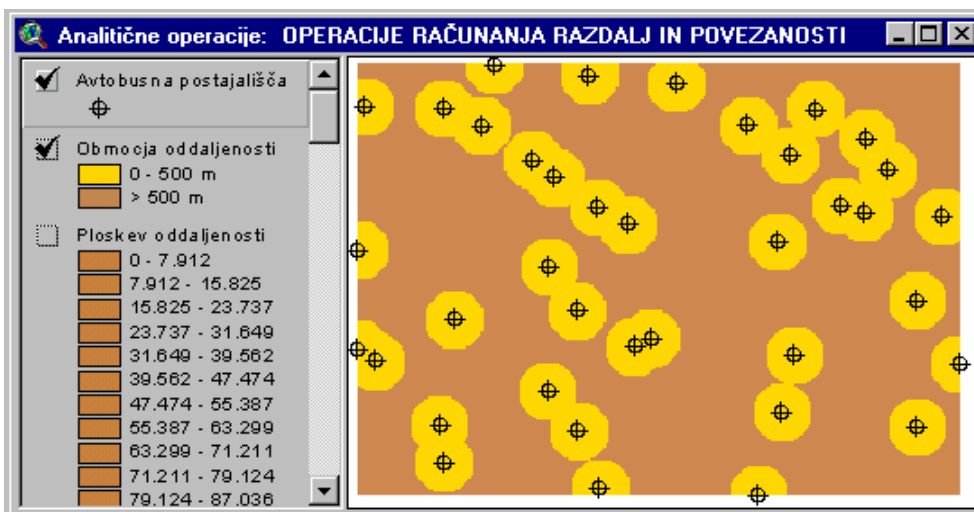 Analitične operacije: OPERACIJE RAČUNANJA RAZDALJ IN POVEZANOSTI
Avtobusna postajališča
Obmocja oddaljenosti
0 - 500 m
> 500 m
Ploskev oddaljenosti
0 - 7.912
7.912 - 15.825
15.825 - 23.737
23.737 - 31.649
31.649 - 39.562
39.562 - 47.474
47.474 - 55.387
55.387 - 63.299
63.299 - 71.211
71.211 - 79.124
79.124 - 87.036